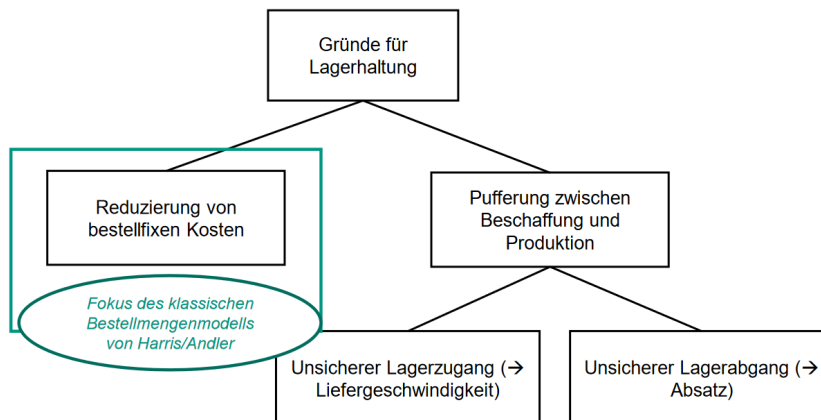 Gründe für
Lagerhaltung
Reduzierung von
bestellfixen Kosten
Pufferung zwischen
Beschaffung und
Produktion
Fokus des klassischen
Bestellmengenmodells
von Harris/Andler
Unsicherer Lagerzugang (→
Liefergeschwindigkeit)
Unsicherer Lagerabgang (→
Absatz)